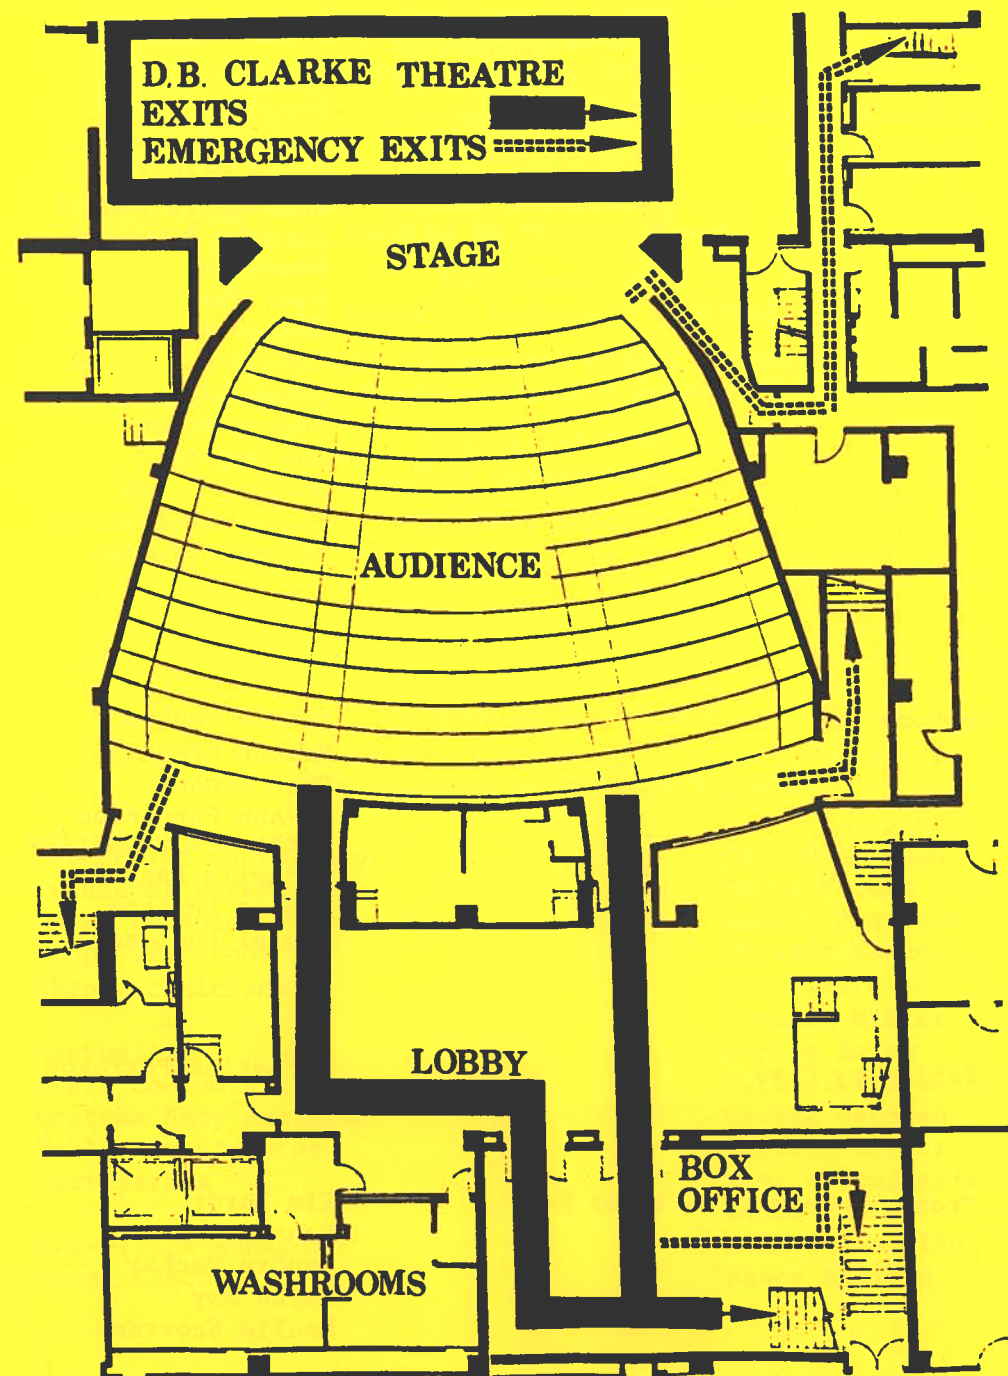 D.B. CLARKE THEATRE
EXITS
EMERGENCY EXITS
STAGE
AUDIENCE
LOBBY
BOX
OFFICE
WASHROOMS